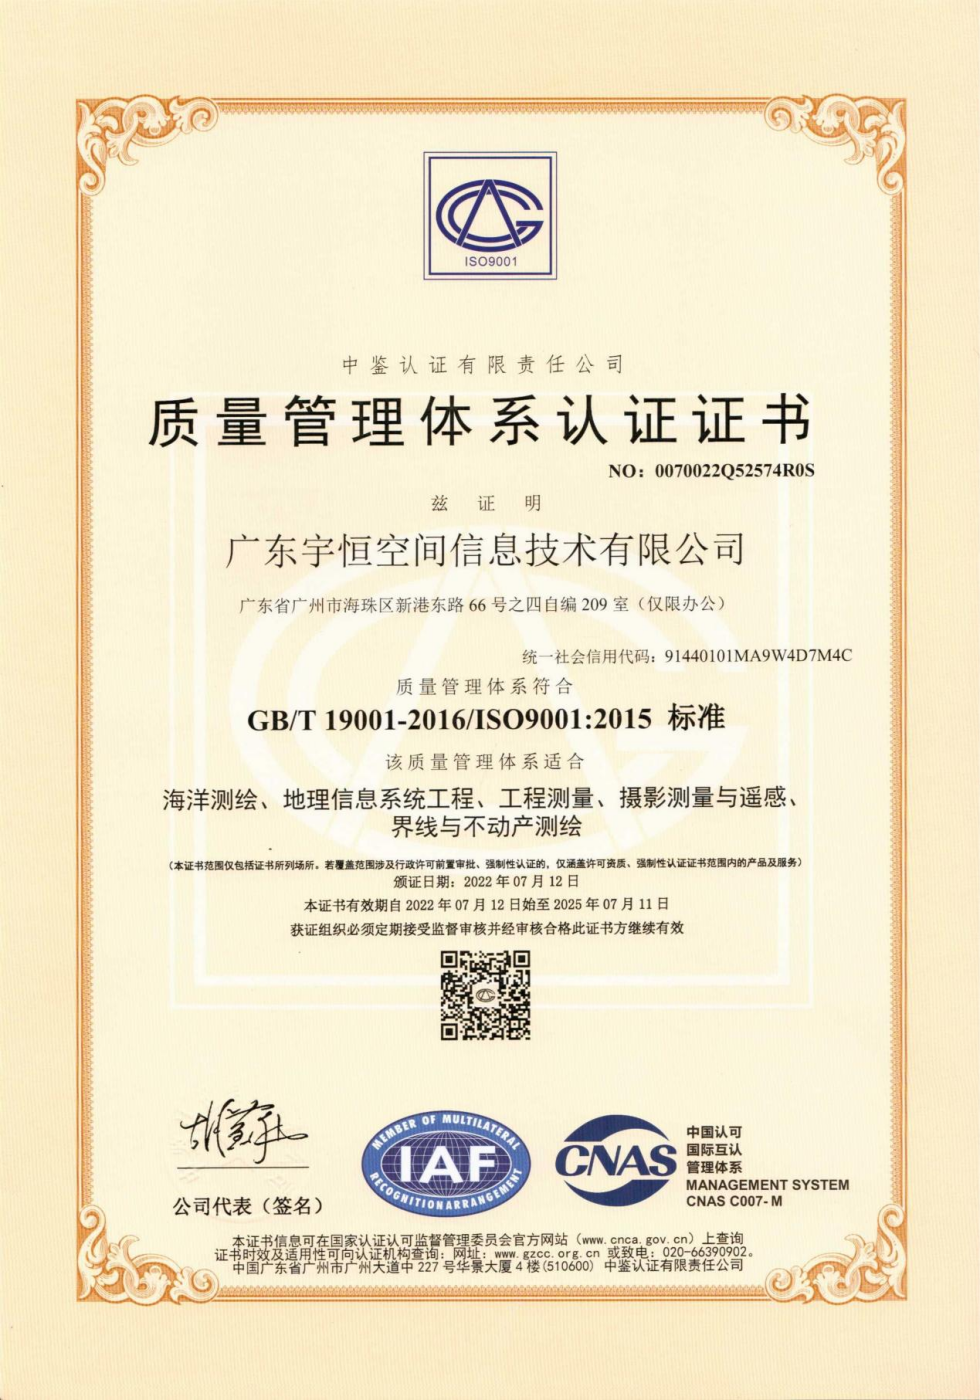 CAG
ISO9001
中鉴认证有限责任公司
质量管理体系认证证书
NO：0070022Q52574R0S
兹证明
广东宇恒空间信息技术有限公司
广东省广州市海珠区新港东路 66 号之四自编 209 室（仅限办公）
统一社会信用代码：91440101MA9W4D7M4C
质量管理体系符合
GB/T 19001-2016/ISO9001:2015 标准
该质量管理体系适合
海洋测绘、地理信息系统工程、工程测量、摄影测量与遥感、
界线与不动产测绘
（本证书范围仅包括证书所列场所。若覆盖范围涉及行政许可前置审批、强制性认证的，仅涵盖许可资质、强制性认证证书范围内的产品及服务）
颁证日期：2022 年 07 月 12 日
本证书有效期自 2022 年 07 月 12 日始至 2025 年 07 月 11 日
获证组织必须定期接受监督审核并经审核合格此证书方继续有效
公司代表（签名）
MEMBER OF MULTILATERAL
IAF
RECOGNITION ARRANGEMENT
CNAS
中国认可
国际互认
管理体系
MANAGEMENT SYSTEM
CNAS C007-M
本证书信息可在国家认证认可监督管理委员会官方网站（www.cnca.gov.cn）上查询
证书时效及适用性可向认证机构查询：网址：www.gzcc.org.cn 或致电：020-66390902。
中国广东省广州市广州大道中 227 号华景大厦 4 楼(510600) 中鉴认证有限责任公司